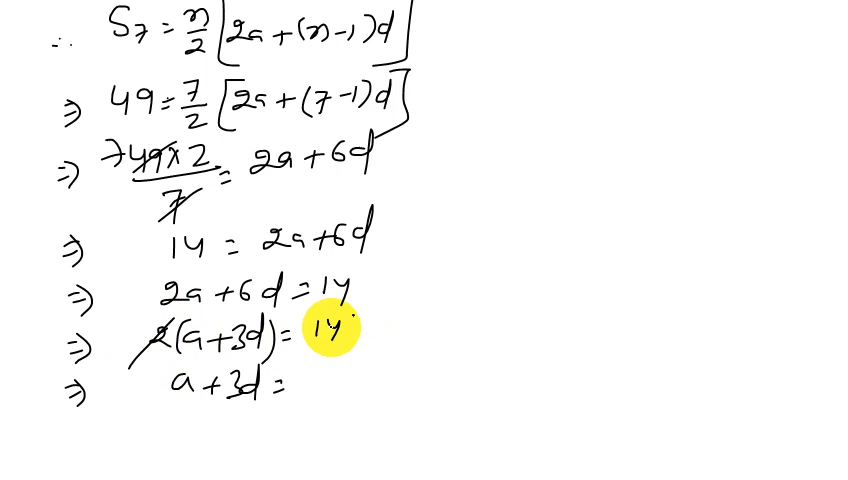 ∴ S₇ = n/2 [2a + (n-1)d]
⇒ 49 = 7/2 [2a + (7-1)d]
⇒ 7 49×2/7 = 2a + 6d
⇒ 14 = 2a + 6d
⇒ 2a + 6d = 14
⇒ 2(a + 3d) = 14
⇒ a + 3d =